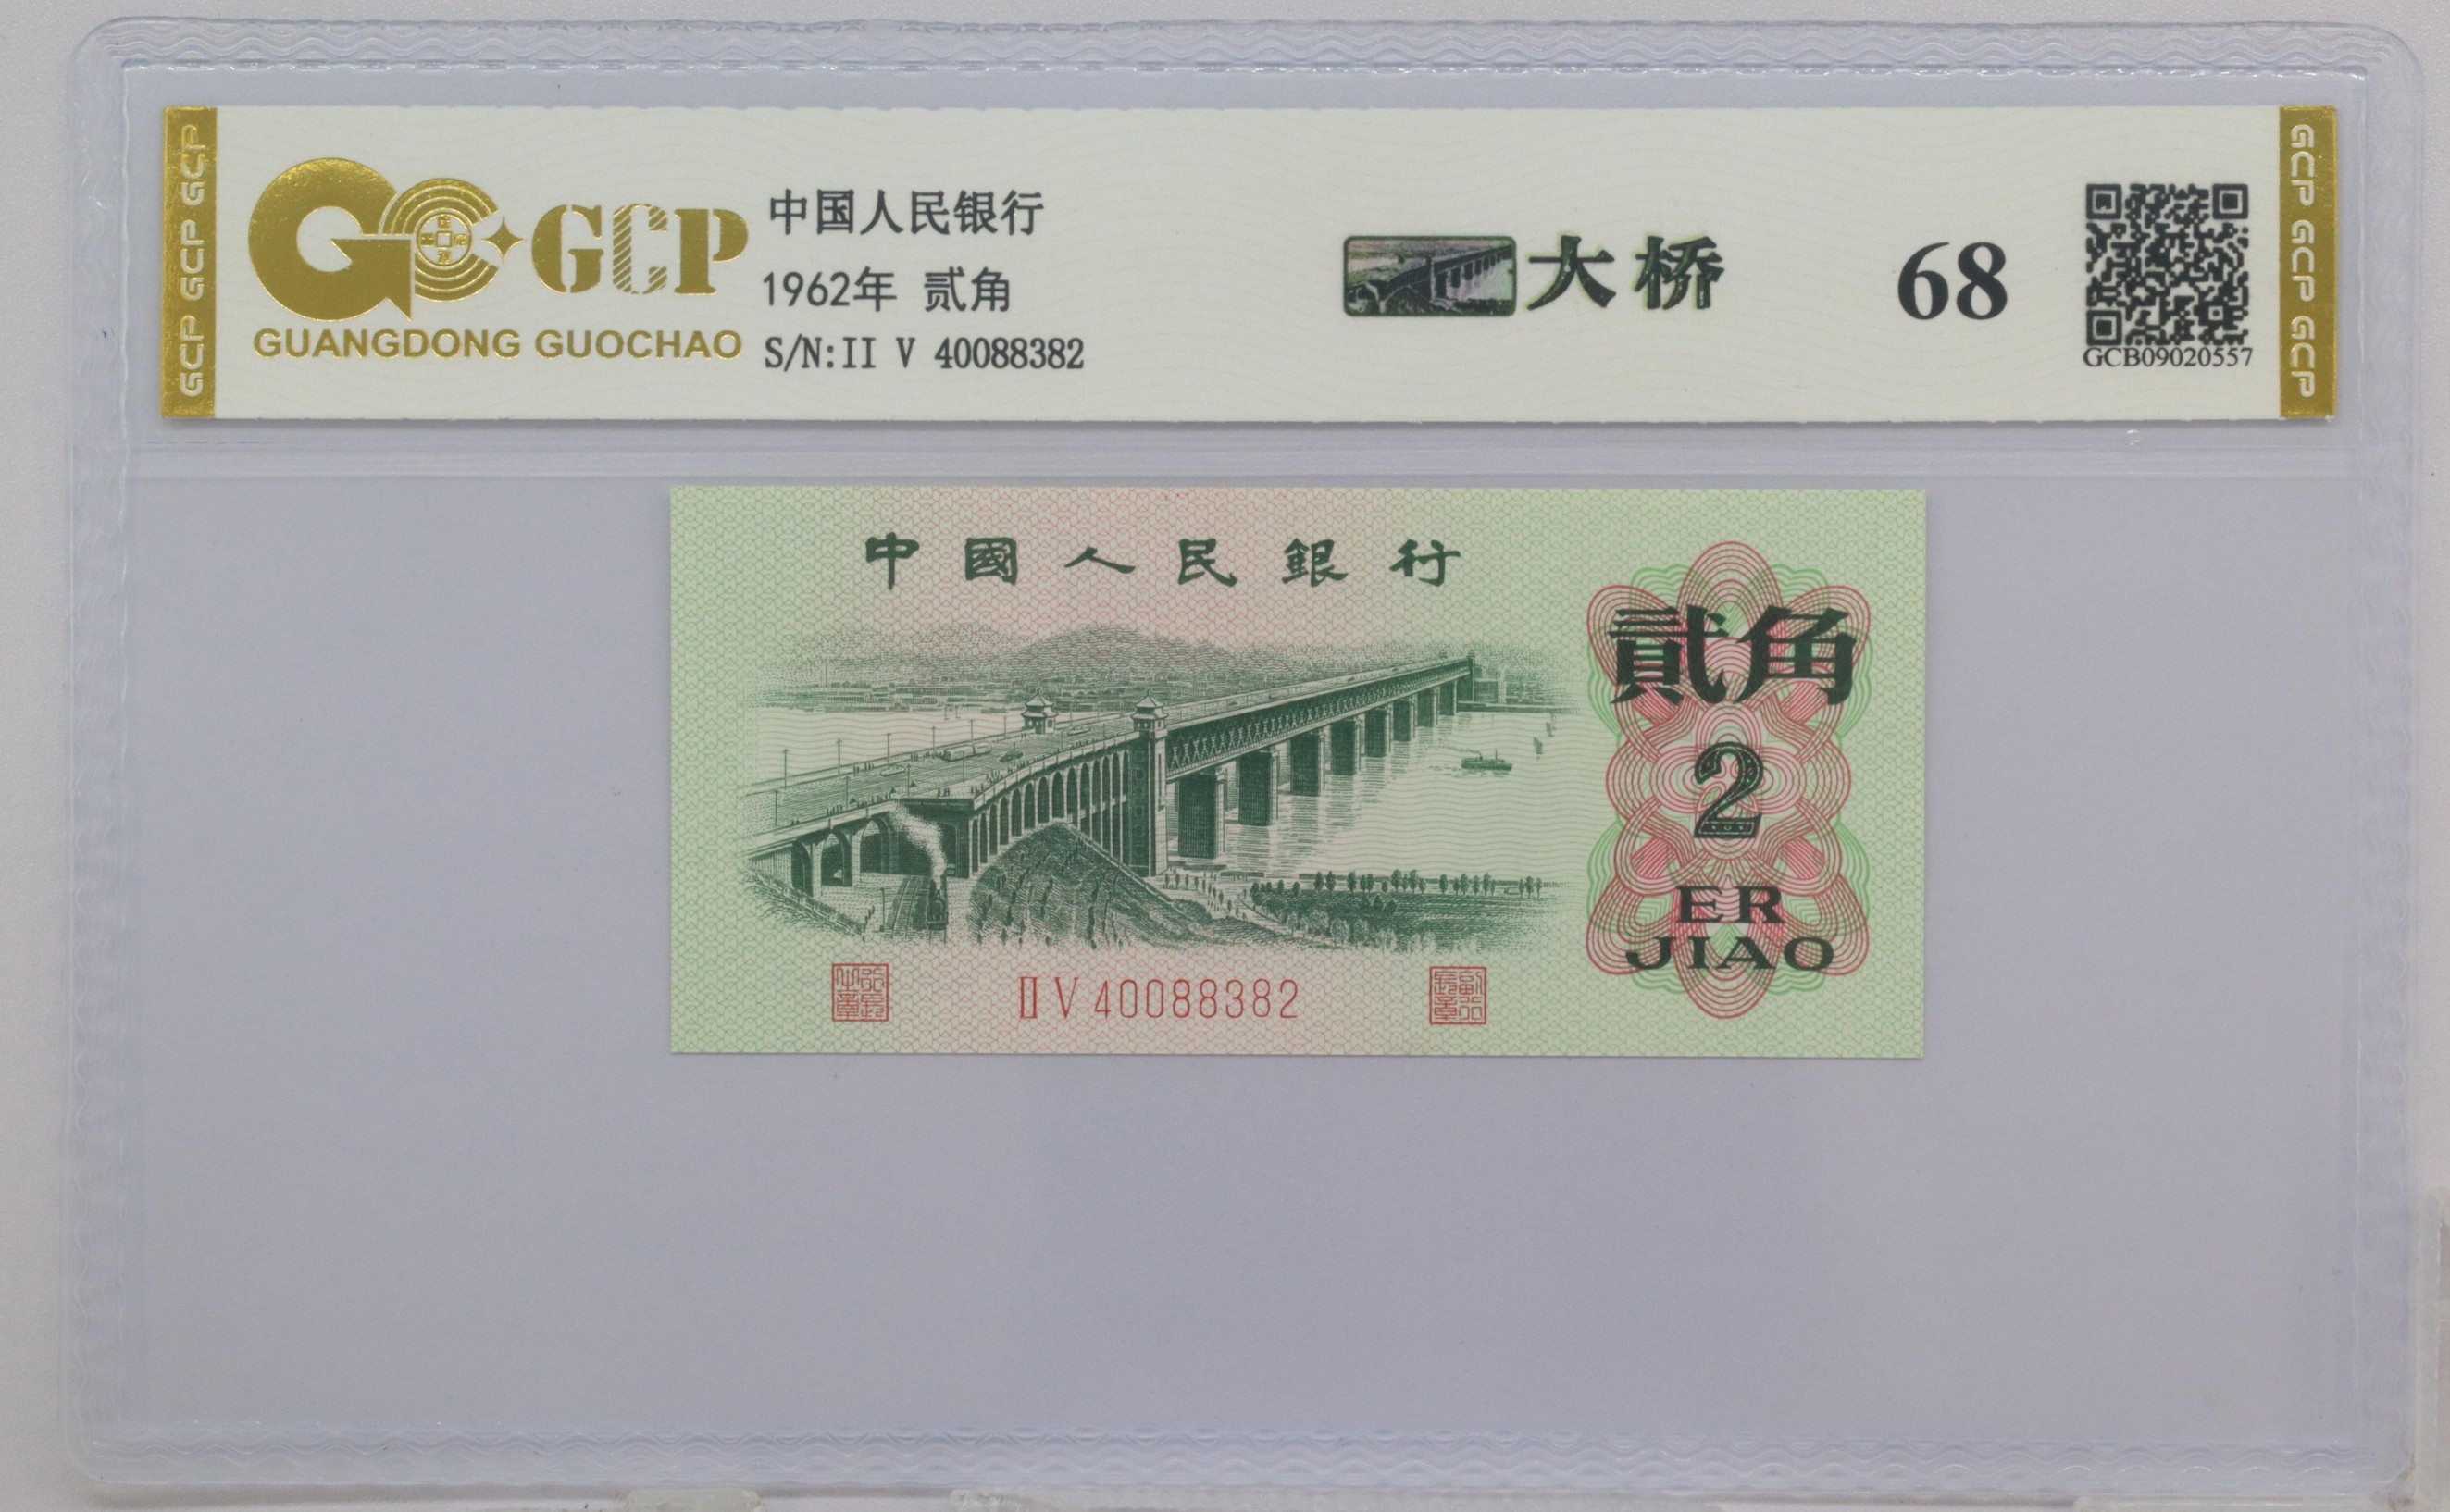 GCP GCP GCP
GCP
GUANGDONG GUOCHAO
中国人民银行
1962年 贰角
S/N:II V 40088382
大桥
68
GCB09020557
GCP GCP GCP
中國人民銀行
貳角
2
ER
JIAO
II V 40088382